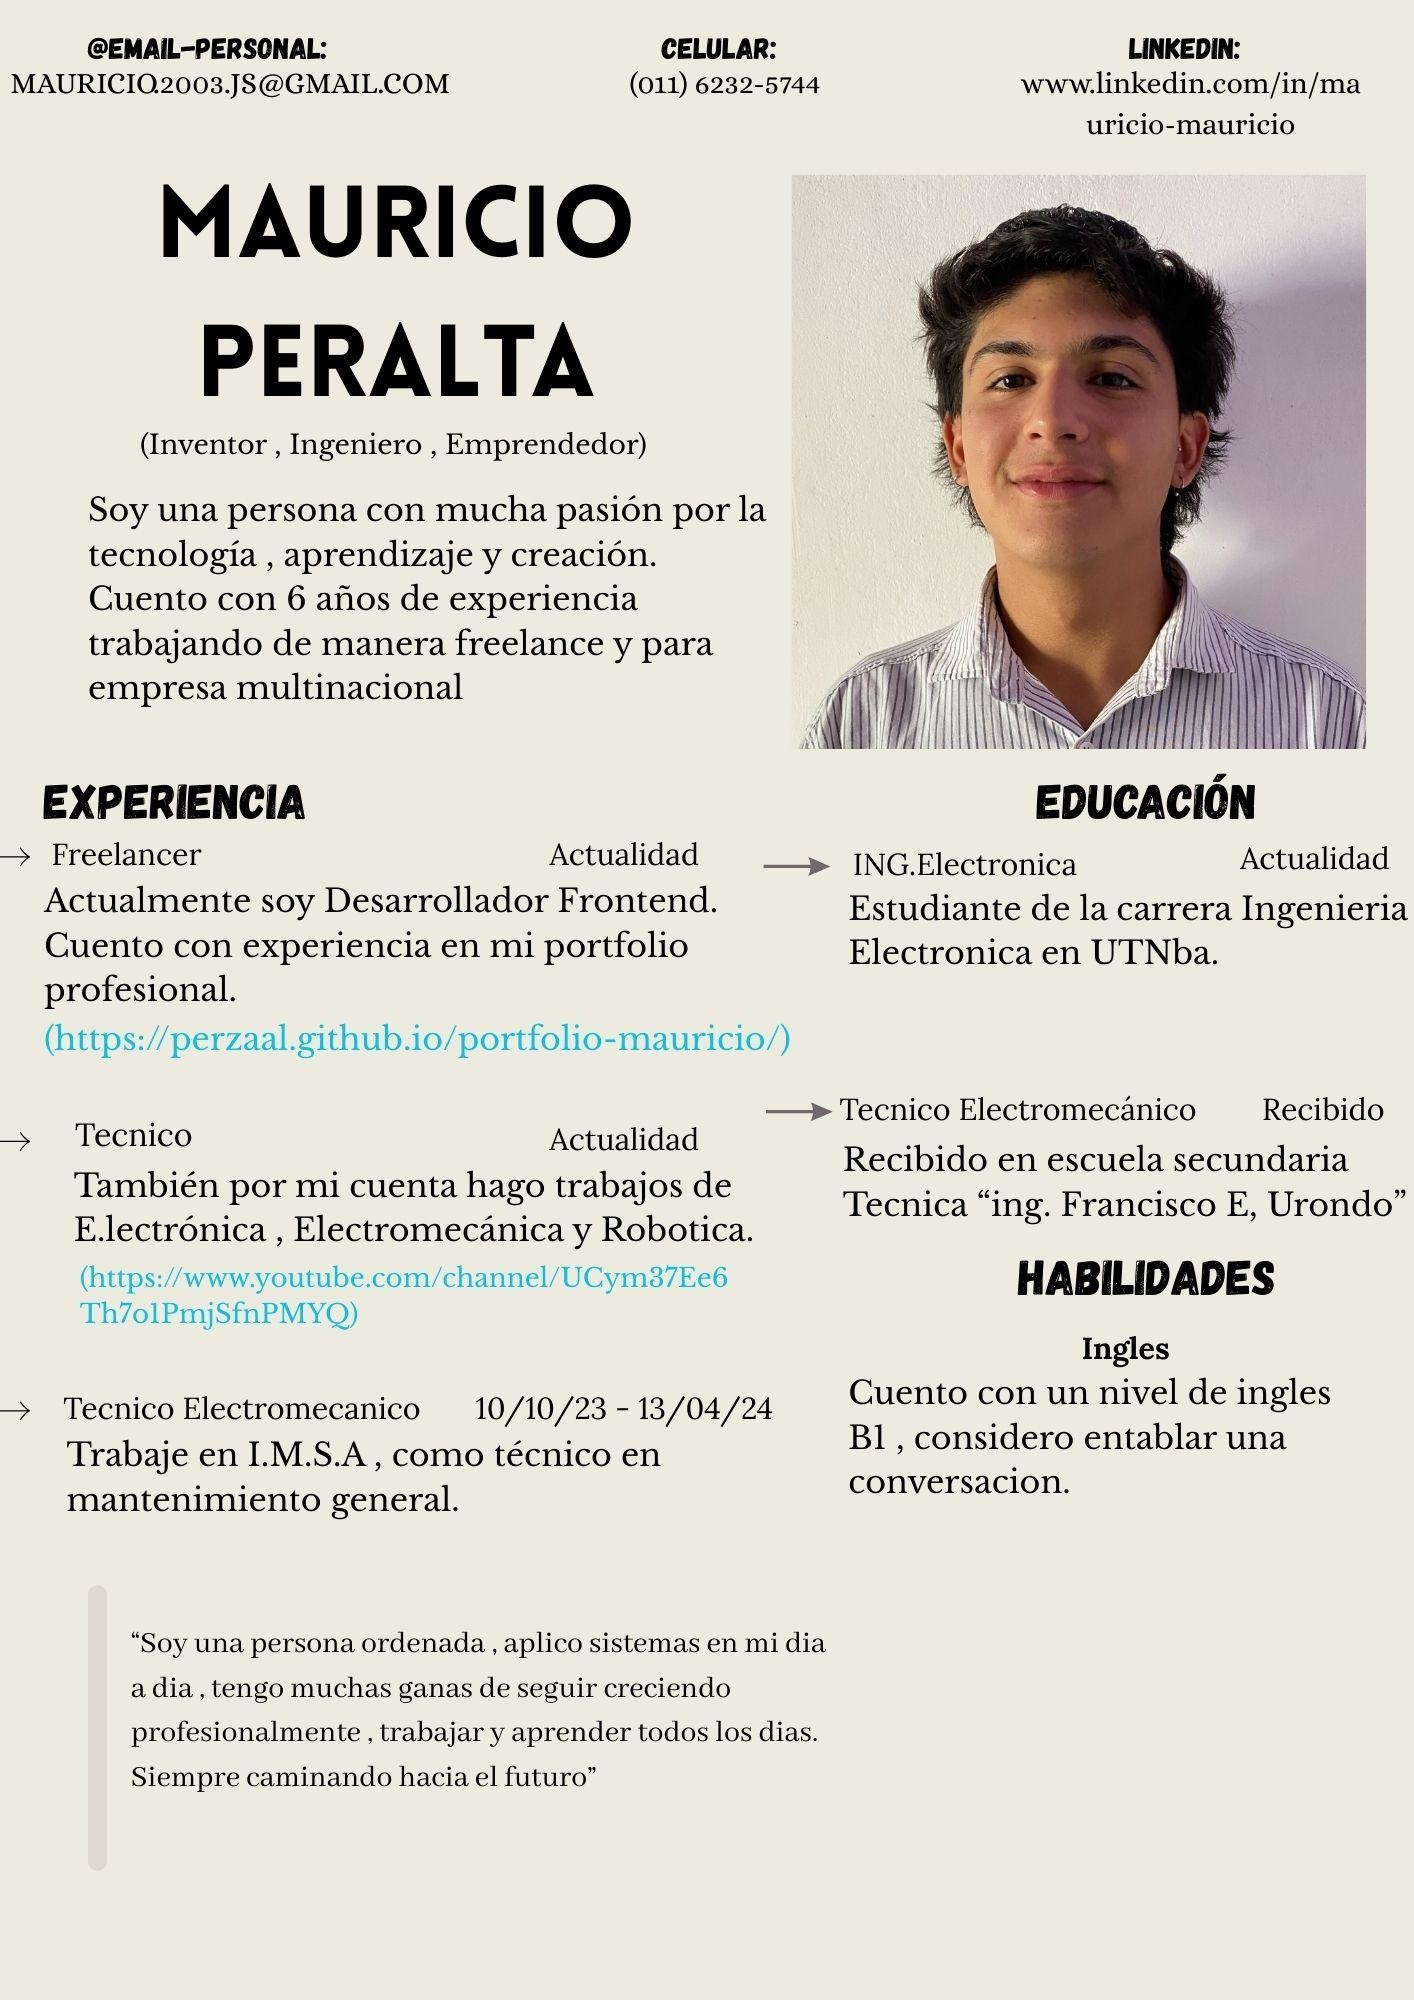 @EMAIL-PERSONAL:
MAURICIO.2003.JS@GMAIL.COM
CELULAR:
(011) 6232-5744
LINKEDIN:
www.linkedin.com/in/ma
uricio-mauricio
MAURICIO
PERALTA
(Inventor , Ingeniero , Emprendedor)
Soy una persona con mucha pasión por la
tecnología , aprendizaje y creación.
Cuento con 6 años de experiencia
trabajando de manera freelance y para
empresa multinacional
EXPERIENCIA
Freelancer Actualidad
Actualmente soy Desarrollador Frontend.
Cuento con experiencia en mi portfolio
profesional.
(https://perzaal.github.io/portfolio-mauricio/)
Tecnico Actualidad
También por mi cuenta hago trabajos de
E.lectrónica , Electromecánica y Robotica.
(https://www.youtube.com/channel/UCym37Ee6
Th7o1PmjSfnPMYQ)
Tecnico Electromecanico 10/10/23 - 13/04/24
Trabaje en I.M.S.A , como técnico en
mantenimiento general.
EDUCACIÓN
ING.Electronica Actualidad
Estudiante de la carrera Ingenieria
Electronica en UTNba.
Tecnico Electromecánico Recibido
Recibido en escuela secundaria
Tecnica “ing. Francisco E, Urondo”
HABILIDADES
Ingles
Cuento con un nivel de ingles
B1 , considero entablar una
conversacion.
“Soy una persona ordenada , aplico sistemas en mi dia
a dia , tengo muchas ganas de seguir creciendo
profesionalmente , trabajar y aprender todos los dias.
Siempre caminando hacia el futuro”